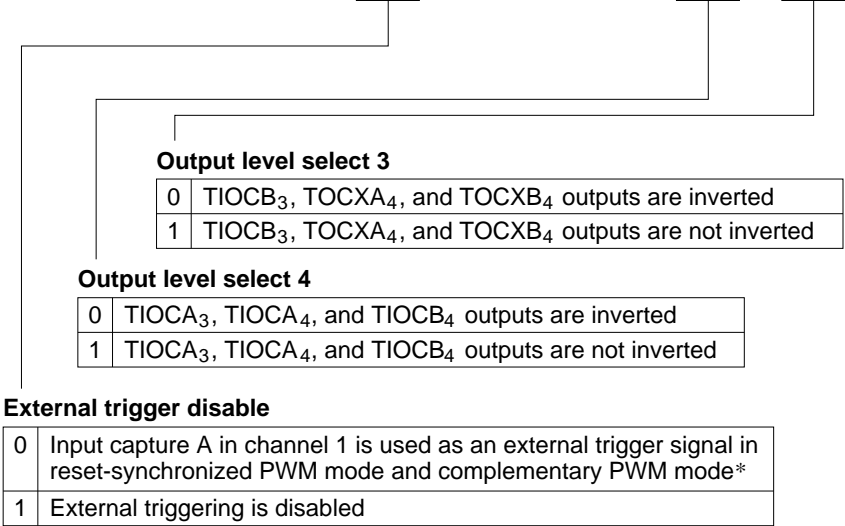 Output level select 3
0 TIOCB₃, TOCXA₄, and TOCXB₄ outputs are inverted
1 TIOCB₃, TOCXA₄, and TOCXB₄ outputs are not inverted
Output level select 4
0 TIOCA₃, TIOCA₄, and TIOCB₄ outputs are inverted
1 TIOCA₃, TIOCA₄, and TIOCB₄ outputs are not inverted
External trigger disable
0 Input capture A in channel 1 is used as an external trigger signal in
reset-synchronized PWM mode and complementary PWM mode*
1 External triggering is disabled